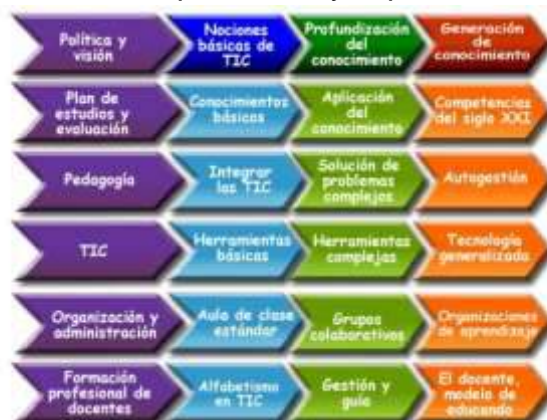 Política y
visión
Nociones
básicas de
TIC
Profundización
del
conocimiento
Generación
de
conocimiento
Plan de
estudios y
evaluación
Conocimientos
básicos
Aplicación
del
conocimiento
Competencias
del siglo XXI
Pedagogía
Integrar
las TIC
Solución de
problemas
complejos
Autogestión
TIC
Herramientas
básicas
Herramientas
complejas
Tecnología
generalizada
Organización y
administración
Aula de clase
estándar
Grupos
colaborativos
Organizaciones
de aprendizaje
Formación
profesional de
docentes
Alfabetismo
en TIC
Gestión y
guía
El docente,
modelo de
educando